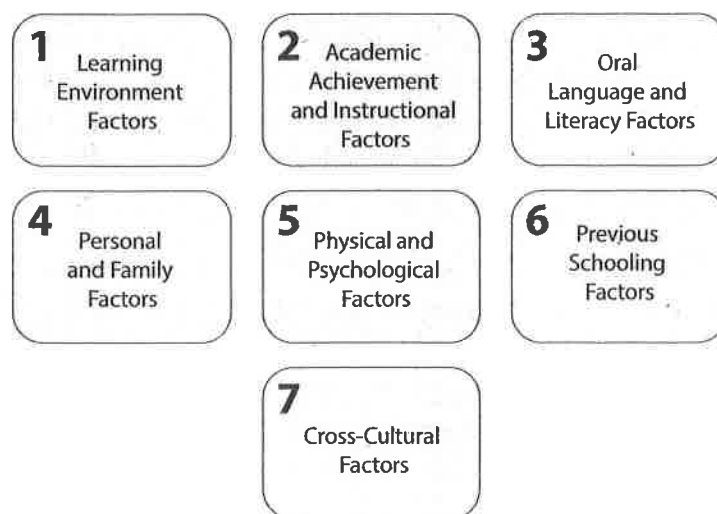 1
Learning
Environment
Factors
2
Academic
Achievement
and Instructional
Factors
3
Oral
Language and
Literacy Factors
4
Personal
and Family
Factors
5
Physical and
Psychological
Factors
6
Previous
Schooling
Factors
7
Cross-Cultural
Factors